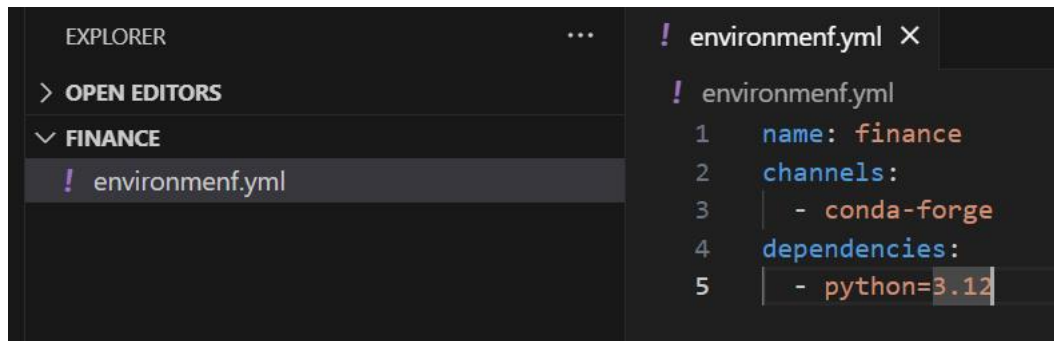 EXPLORER
...
> OPEN EDITORS
FINANCE
! environmenf.yml
! environmenf.yml ×
! environmenf.yml
1 name: finance
2 channels:
3 - conda-forge
4 dependencies:
5 - python=3.12